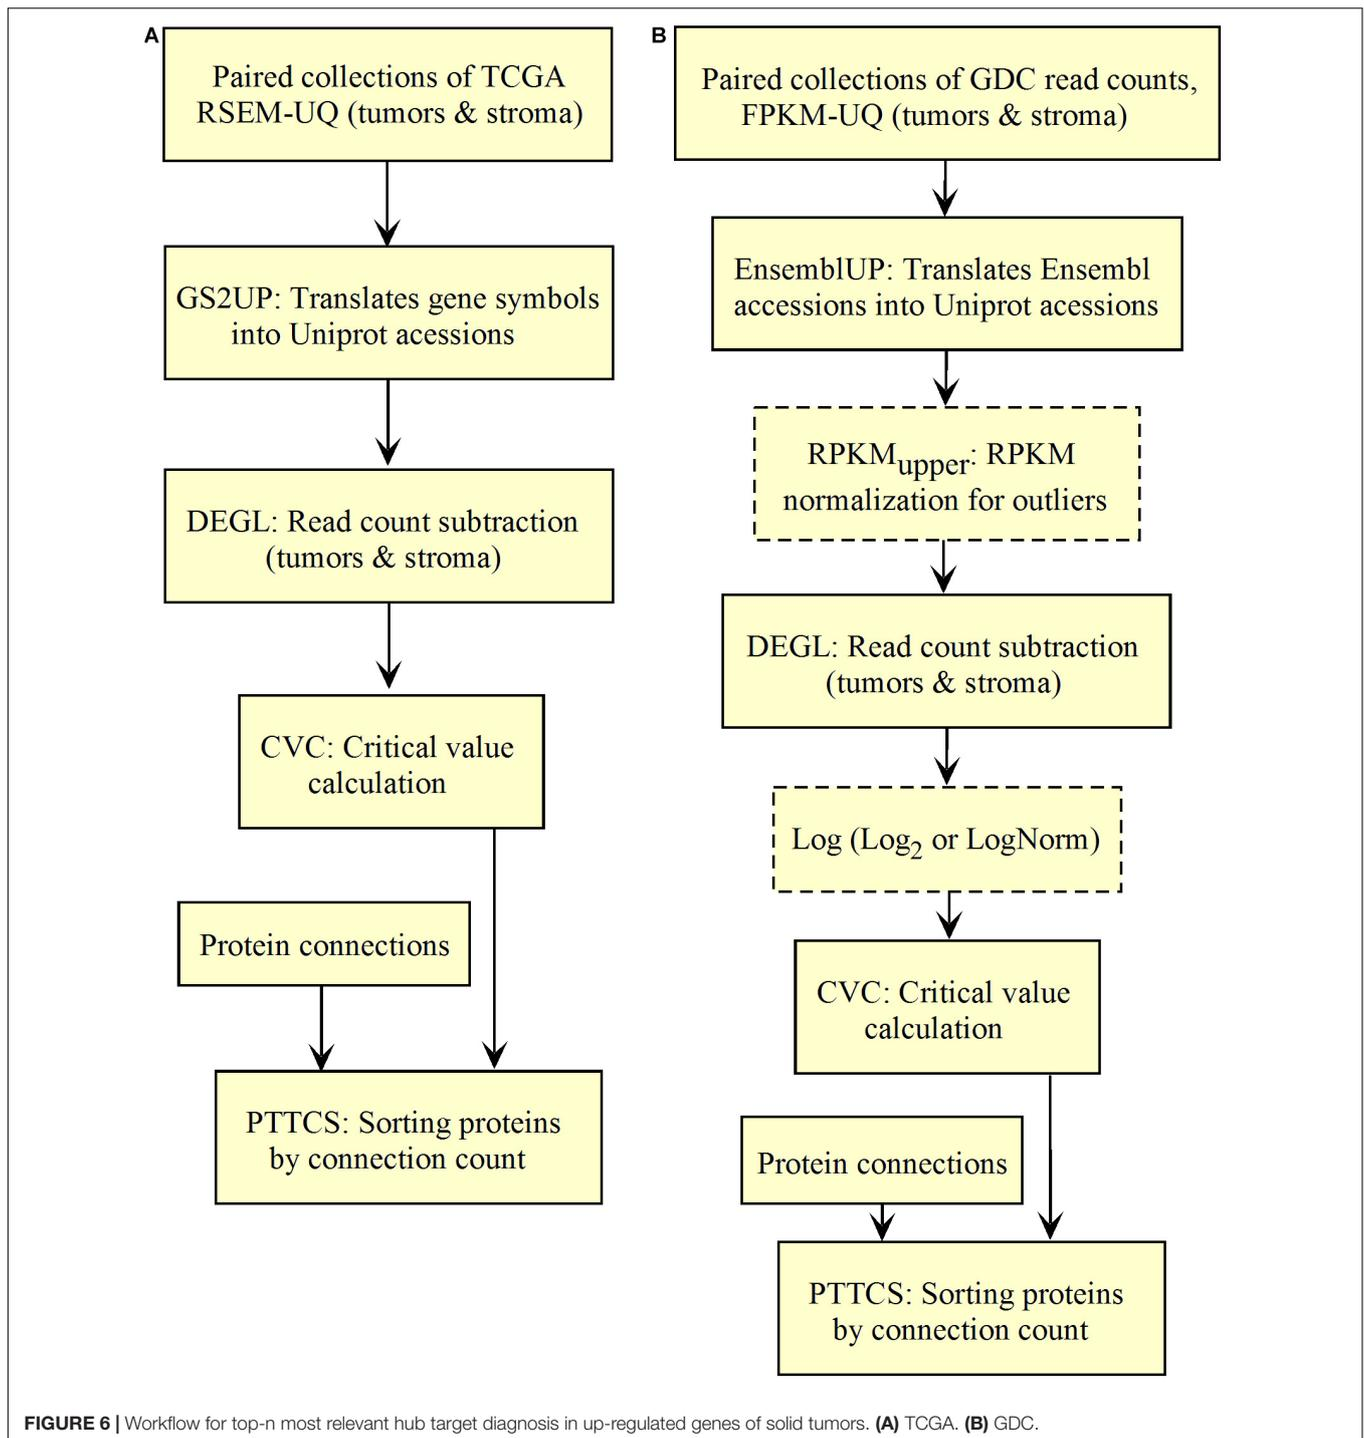 A
Paired collections of TCGA
RSEM-UQ (tumors & stroma)
GS2UP: Translates gene symbols
into Uniprot acessions
DEGL: Read count subtraction
(tumors & stroma)
CVC: Critical value
calculation
Protein connections
PTTCS: Sorting proteins
by connection count
B
Paired collections of GDC read counts,
FPKM-UQ (tumors & stroma)
EnsemblUP: Translates Ensembl
accessions into Uniprot acessions
RPKMupper: RPKM
normalization for outliers
DEGL: Read count subtraction
(tumors & stroma)
Log (Log2 or LogNorm)
CVC: Critical value
calculation
Protein connections
PTTCS: Sorting proteins
by connection count
FIGURE 6 | Workflow for top-n most relevant hub target diagnosis in up-regulated genes of solid tumors. (A) TCGA. (B) GDC.